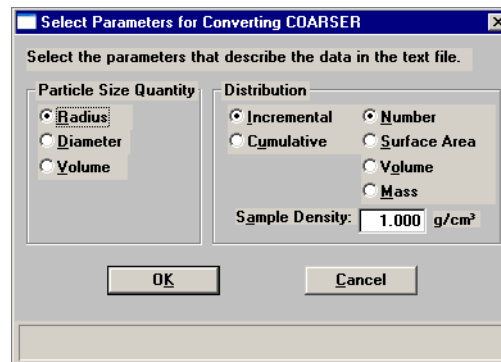 Select Parameters for Converting COARSER
Select the parameters that describe the data in the text file.
Particle Size Quantity
Radius
Diameter
Volume
Distribution
Incremental
Cumulative
Number
Surface Area
Volume
Mass
Sample Density: 1.000 g/cm³
OK
Cancel